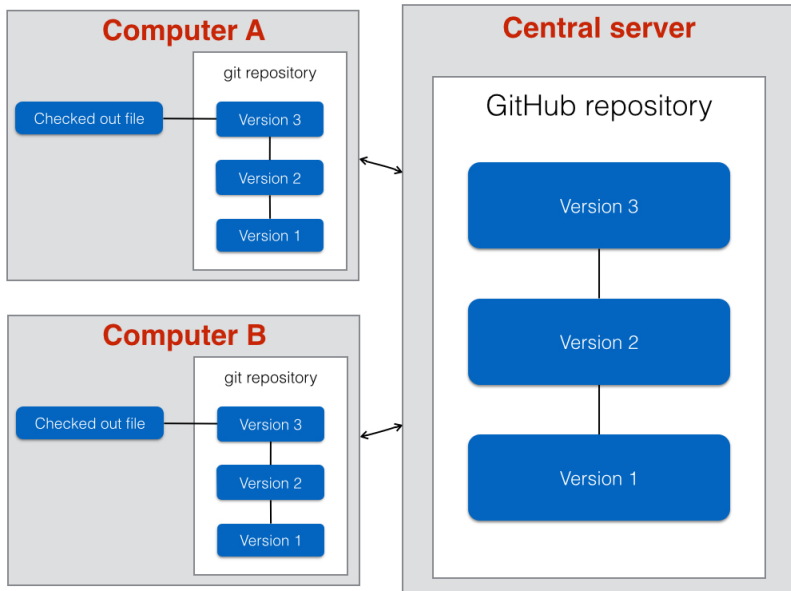 Computer A
git repository
Checked out file
Version 3
Version 2
Version 1
Computer B
git repository
Checked out file
Version 3
Version 2
Version 1
Central server
GitHub repository
Version 3
Version 2
Version 1